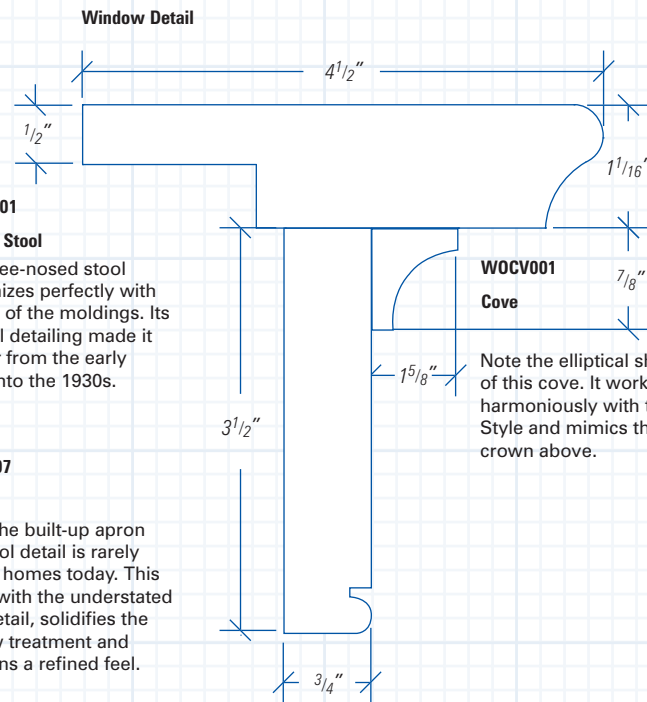 Window Detail
4 1/2"
1/2"
1 1/16"
01
Stool
ee-nosed stool
nizes perfectly with
of the moldings. Its
l detailing made it
r from the early
nto the 1930s.
WOCV001
Cove
7/8"
1 5/8"
Note the elliptical sh
of this cove. It work
harmoniously with t
Style and mimics th
crown above.
3 1/2"
07
he built-up apron
ol detail is rarely
homes today. This
with the understated
etail, solidifies the
y treatment and
ns a refined feel.
3/4"